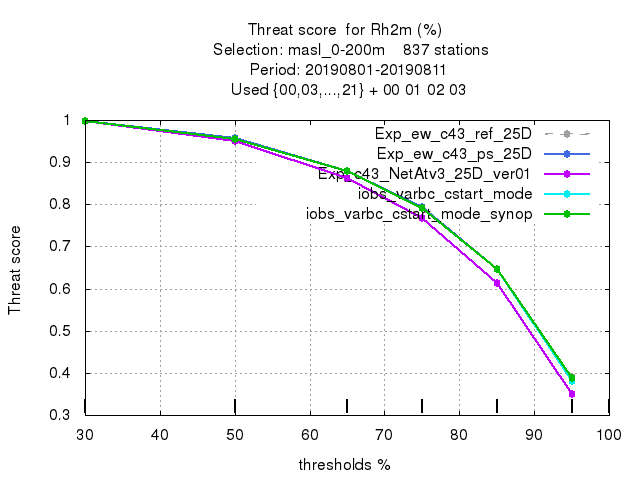 Threat score  for Rh2m (%)
Selection: masl_0-200m    837 stations
Period: 20190801-20190811
Used {00,03,...,21} + 00 01 02 03
Exp_ew_c43_ref_25D
Exp_ew_c43_ps_25D
Exp_c43_NetAtv3_25D_ver01
iobs_varbc_cstart_mode
iobs_varbc_cstart_mode_synop
1
0.9
0.8
0.7
0.6
0.5
0.4
0.3
Threat score
30 40 50 60 70 80 90 100
thresholds %